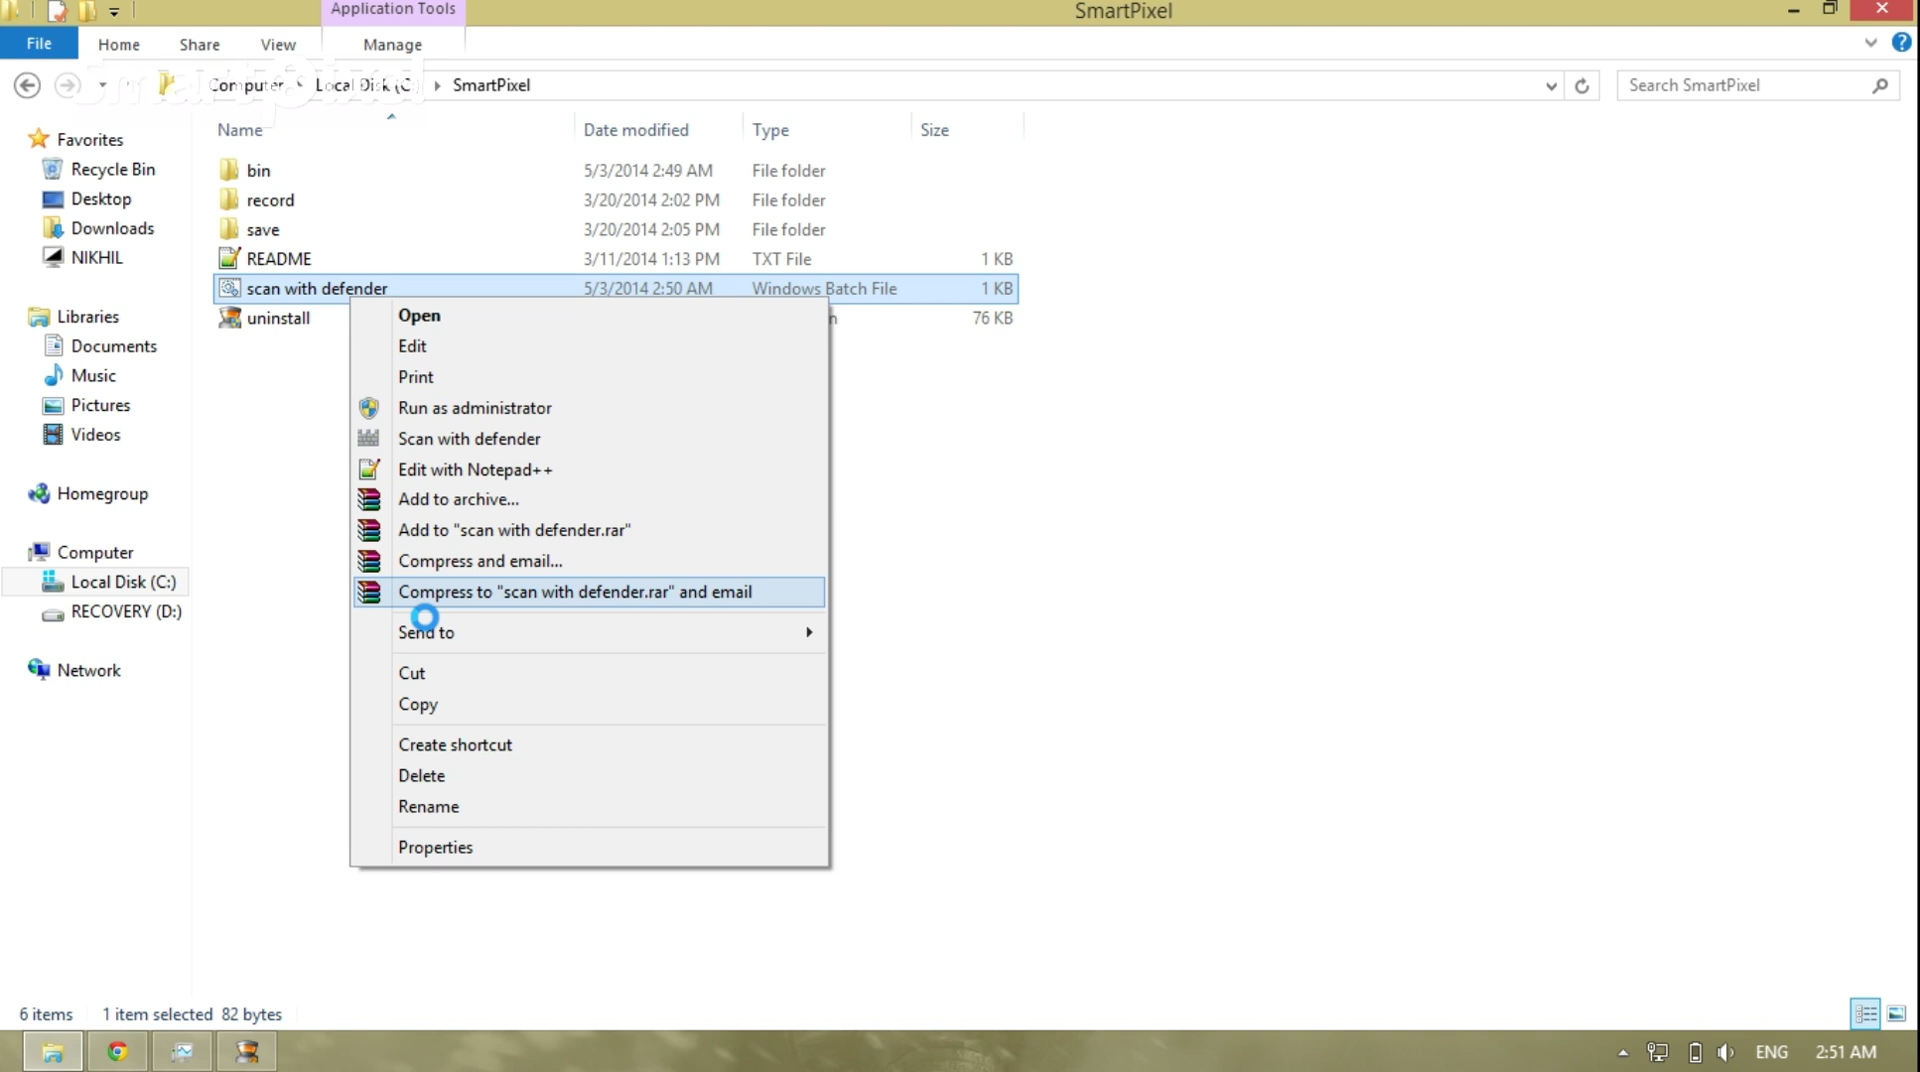 Application Tools
SmartPixel
File
Home
Share
View
Manage
Computer
Local Disk (C:)
SmartPixel
Search SmartPixel
Name
Date modified
Type
Size
Favorites
Recycle Bin
Desktop
Downloads
NIKHIL
Libraries
Documents
Music
Pictures
Videos
Homegroup
Computer
Local Disk (C:)
RECOVERY (D:)
Network
bin 5/3/2014 2:49 AM File folder
record 3/20/2014 2:02 PM File folder
save 3/20/2014 2:05 PM File folder
README 3/11/2014 1:13 PM TXT File 1 KB
scan with defender 5/3/2014 2:50 AM Windows Batch File 1 KB
uninstall 76 KB
Open
Edit
Print
Run as administrator
Scan with defender
Edit with Notepad++
Add to archive...
Add to "scan with defender.rar"
Compress and email...
Compress to "scan with defender.rar" and email
Send to
Cut
Copy
Create shortcut
Delete
Rename
Properties
6 items 1 item selected 82 bytes
ENG 2:51 AM